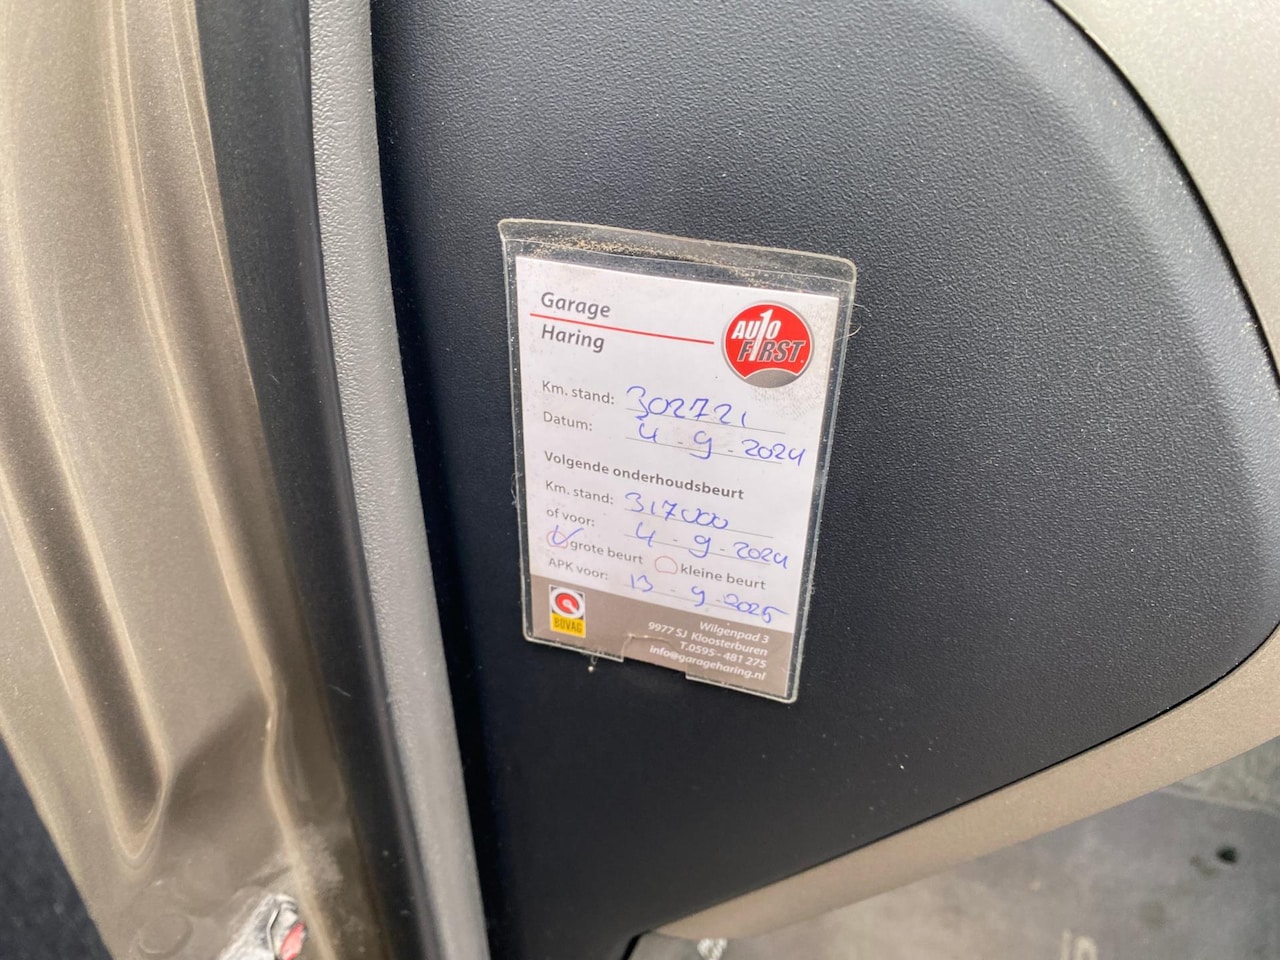 Garage
Haring
AUTO
FIRST
Km. stand: 302721
Datum: 4-9-2024
Volgende onderhoudsbeurt
Km. stand: 317000
of voor: 4-9-2024
grote beurt kleine beurt
APK voor: 13-9-2025
BOVAG
Wilgenpad 3
9977 SJ Kloosterburen
T.0595 - 481 275
info@garageharing.nl